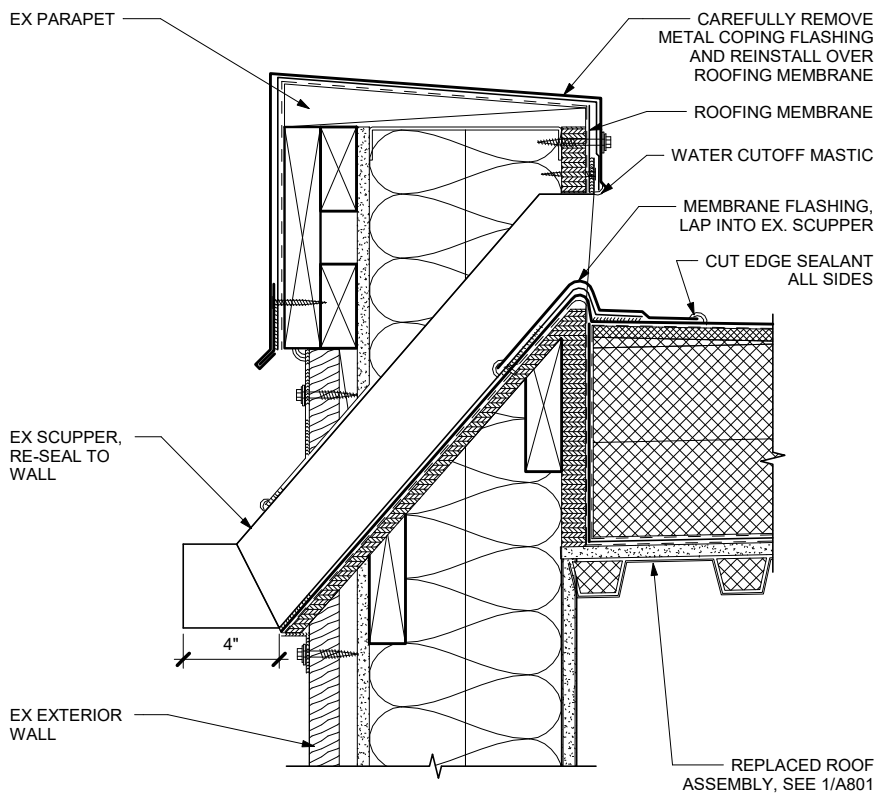 EX PARAPET
CAREFULLY REMOVE
METAL COPING FLASHING
AND REINSTALL OVER
ROOFING MEMBRANE
ROOFING MEMBRANE
WATER CUTOFF MASTIC
MEMBRANE FLASHING,
LAP INTO EX. SCUPPER
CUT EDGE SEALANT
ALL SIDES
EX SCUPPER,
RE-SEAL TO
WALL
4"
EX EXTERIOR
WALL
REPLACED ROOF
ASSEMBLY, SEE 1/A801